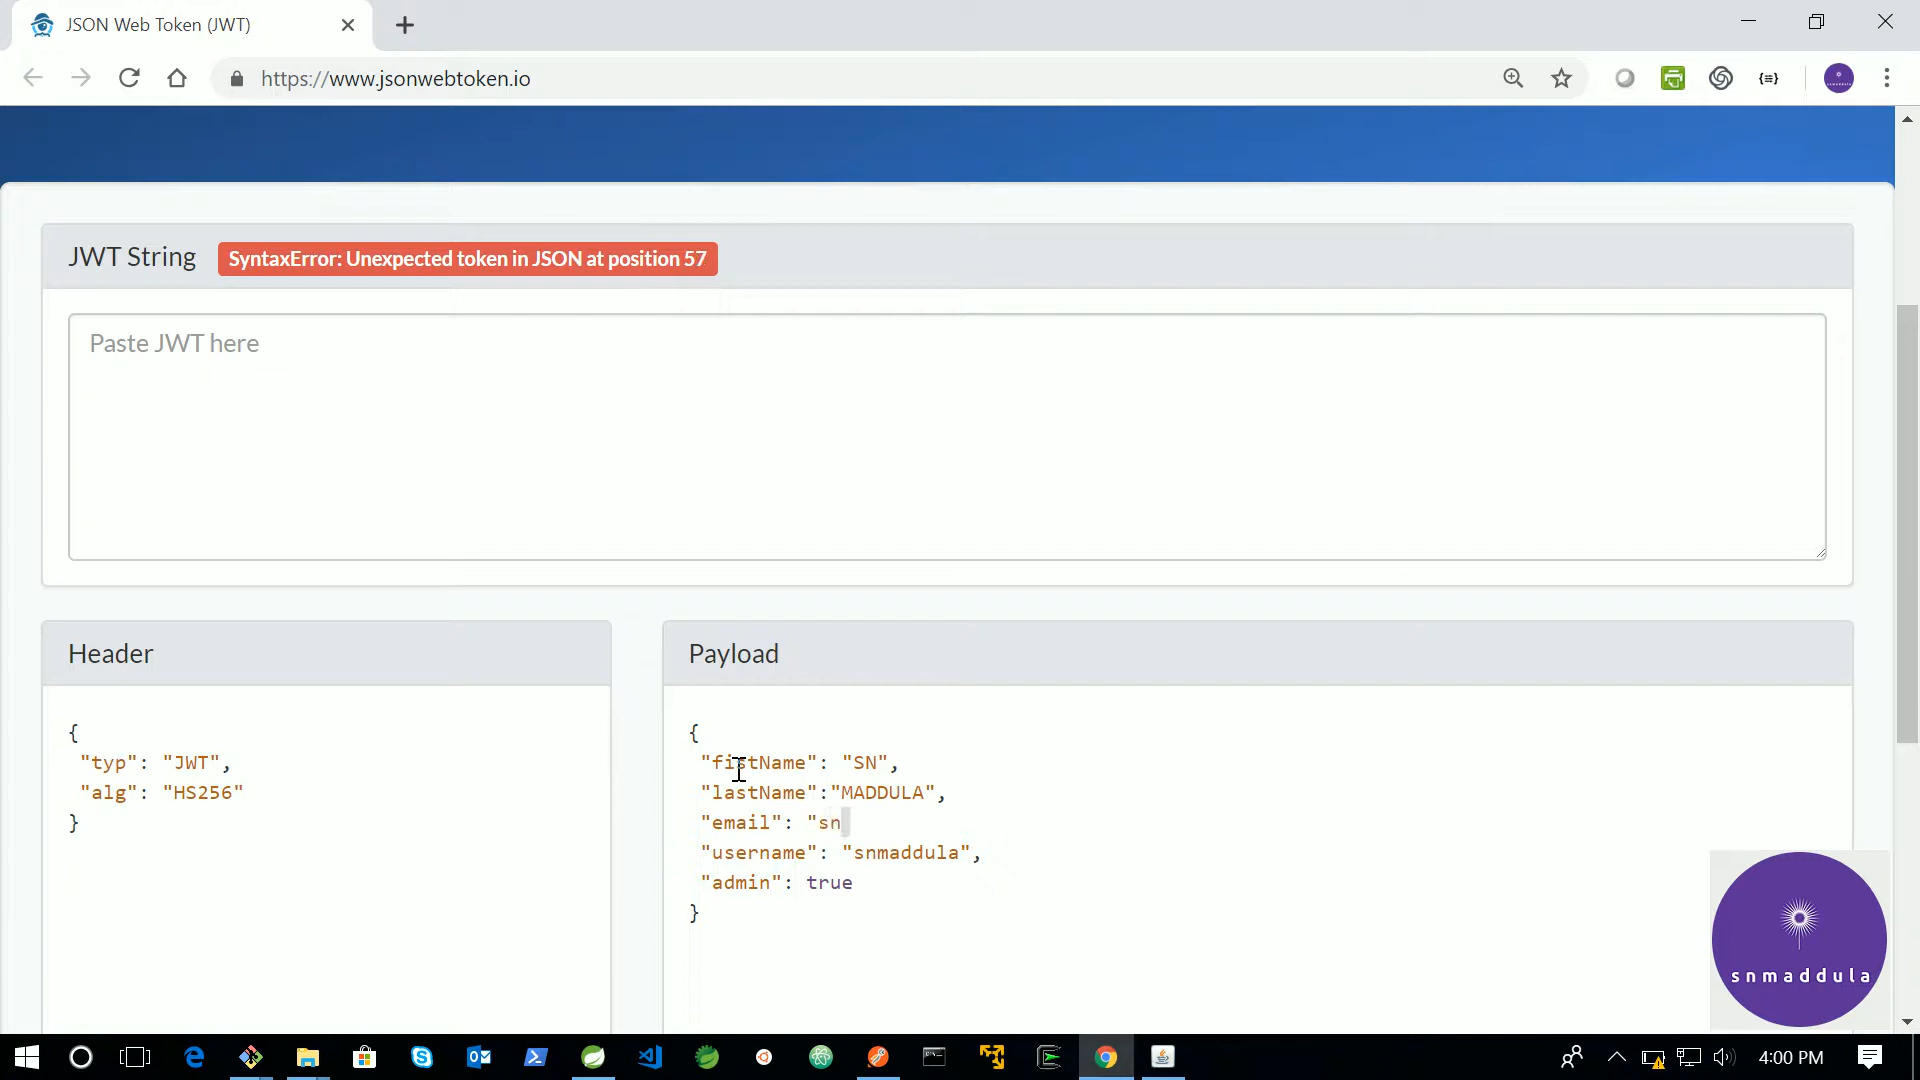 JSON Web Token (JWT)
https://www.jsonwebtoken.io
JWT String
SyntaxError: Unexpected token in JSON at position 57
Paste JWT here
Header
Payload
{
"typ": "JWT",
"alg": "HS256"
}
{
"fistName": "SN",
"lastName":"MADDULA",
"email": "sn
"username": "snmaddula",
"admin": true
}
snmaddula
4:00 PM